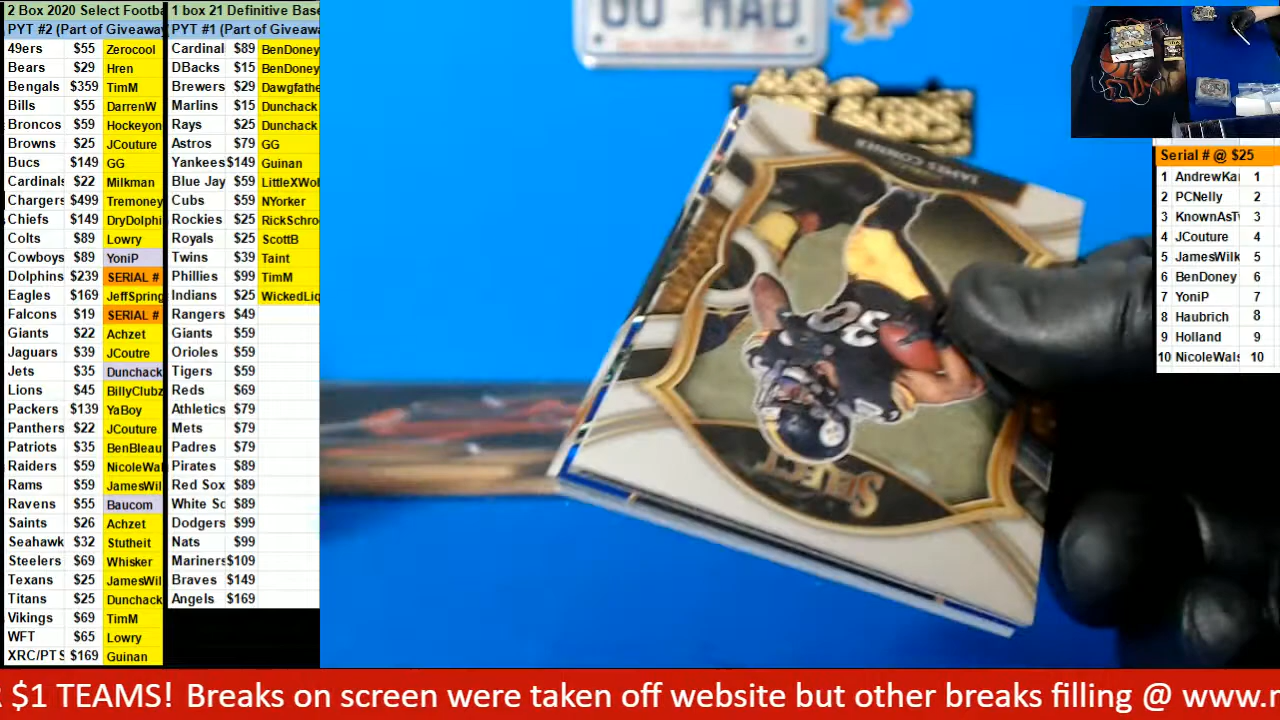 2 Box 2020 Select Footba
PYT #2 (Part of Giveaway
49ers $55 Zerocool
Bears $29 Hren
Bengals $359 TimM
Bills $55 DarrenW
Broncos $59 Hockeyon
Browns $25 JCouture
Bucs $149 GG
Cardinals $22 Milkman
Chargers $499 Tremoney
Chiefs $149 DryDolphi
Colts $89 Lowry
Cowboys $89 YoniP
Dolphins $239 SERIAL #
Eagles $169 JeffSpring
Falcons $19 SERIAL #
Giants $22 Achzet
Jaguars $39 JCoutre
Jets $35 Dunchack
Lions $45 BillyClubz
Packers $139 YaBoy
Panthers $22 JCouture
Patriots $35 BenBleau
Raiders $59 NicoleWal
Rams $59 JamesWil
Ravens $55 Baucom
Saints $26 Achzet
Seahawk $32 Stutheit
Steelers $69 Whisker
Texans $25 JamesWil
Titans $25 Dunchack
Vikings $69 TimM
WFT $65 Lowry
XRC/PTS $169 Guinan
1 box 21 Definitive Base
PYT #1 (Part of Giveawa
Cardinal $89 BenDoney
DBacks $15 BenDoney
Brewers $29 Dawgfathe
Marlins $15 Dunchack
Rays $25 Dunchack
Astros $79 GG
Yankees $149 Guinan
Blue Jay $59 LittleXWol
Cubs $59 NYorker
Rockies $25 RickSchro
Royals $25 ScottB
Twins $39 Taint
Phillies $99 TimM
Indians $25 WickedLiq
Rangers $49
Giants $59
Orioles $59
Tigers $59
Reds $69
Athletics $79
Mets $79
Padres $79
Pirates $89
Red Sox $89
White Sc $89
Dodgers $99
Nats $99
Mariners $109
Braves $149
Angels $169
GO MAD
JAMES CONNER
30
SELECT
Serial # @ $25
1 AndrewKar 1
2 PCNelly 2
3 KnownAsTv 3
4 JCouture 4
5 JamesWilk 5
6 BenDoney 6
7 YoniP 7
8 Haubrich 8
9 Holland 9
10 NicoleWals 10
$1 TEAMS! Breaks on screen were taken off website but other breaks filling @ www.r